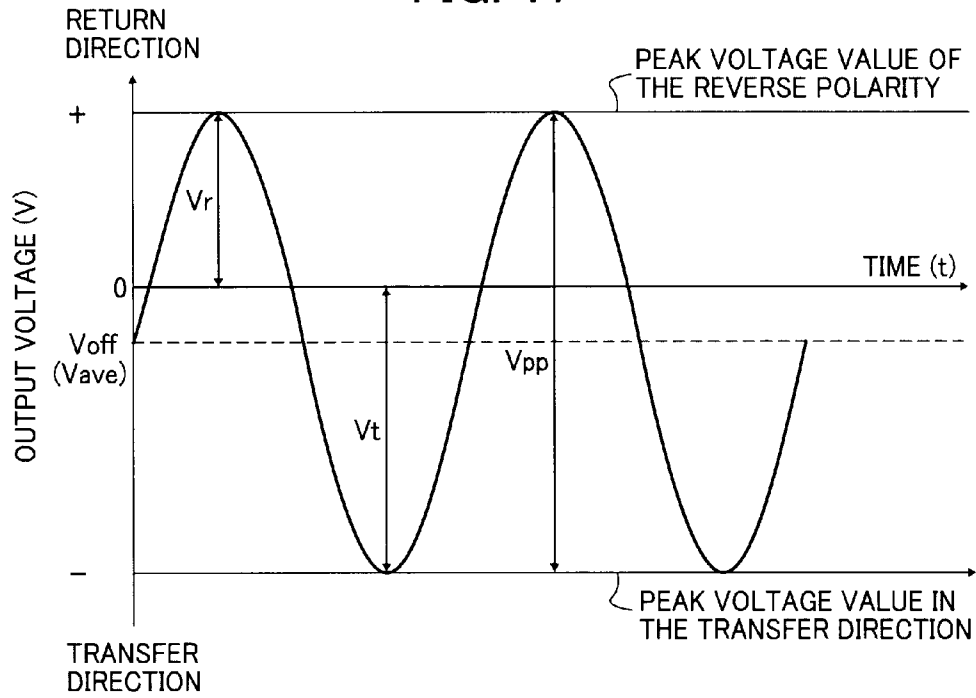 RETURN
DIRECTION
PEAK VOLTAGE VALUE OF
THE REVERSE POLARITY
+
Vr
OUTPUT VOLTAGE (V)
TIME (t)
0
Voff
(Vave)
Vpp
Vt
−
PEAK VOLTAGE VALUE IN
THE TRANSFER DIRECTION
TRANSFER
DIRECTION